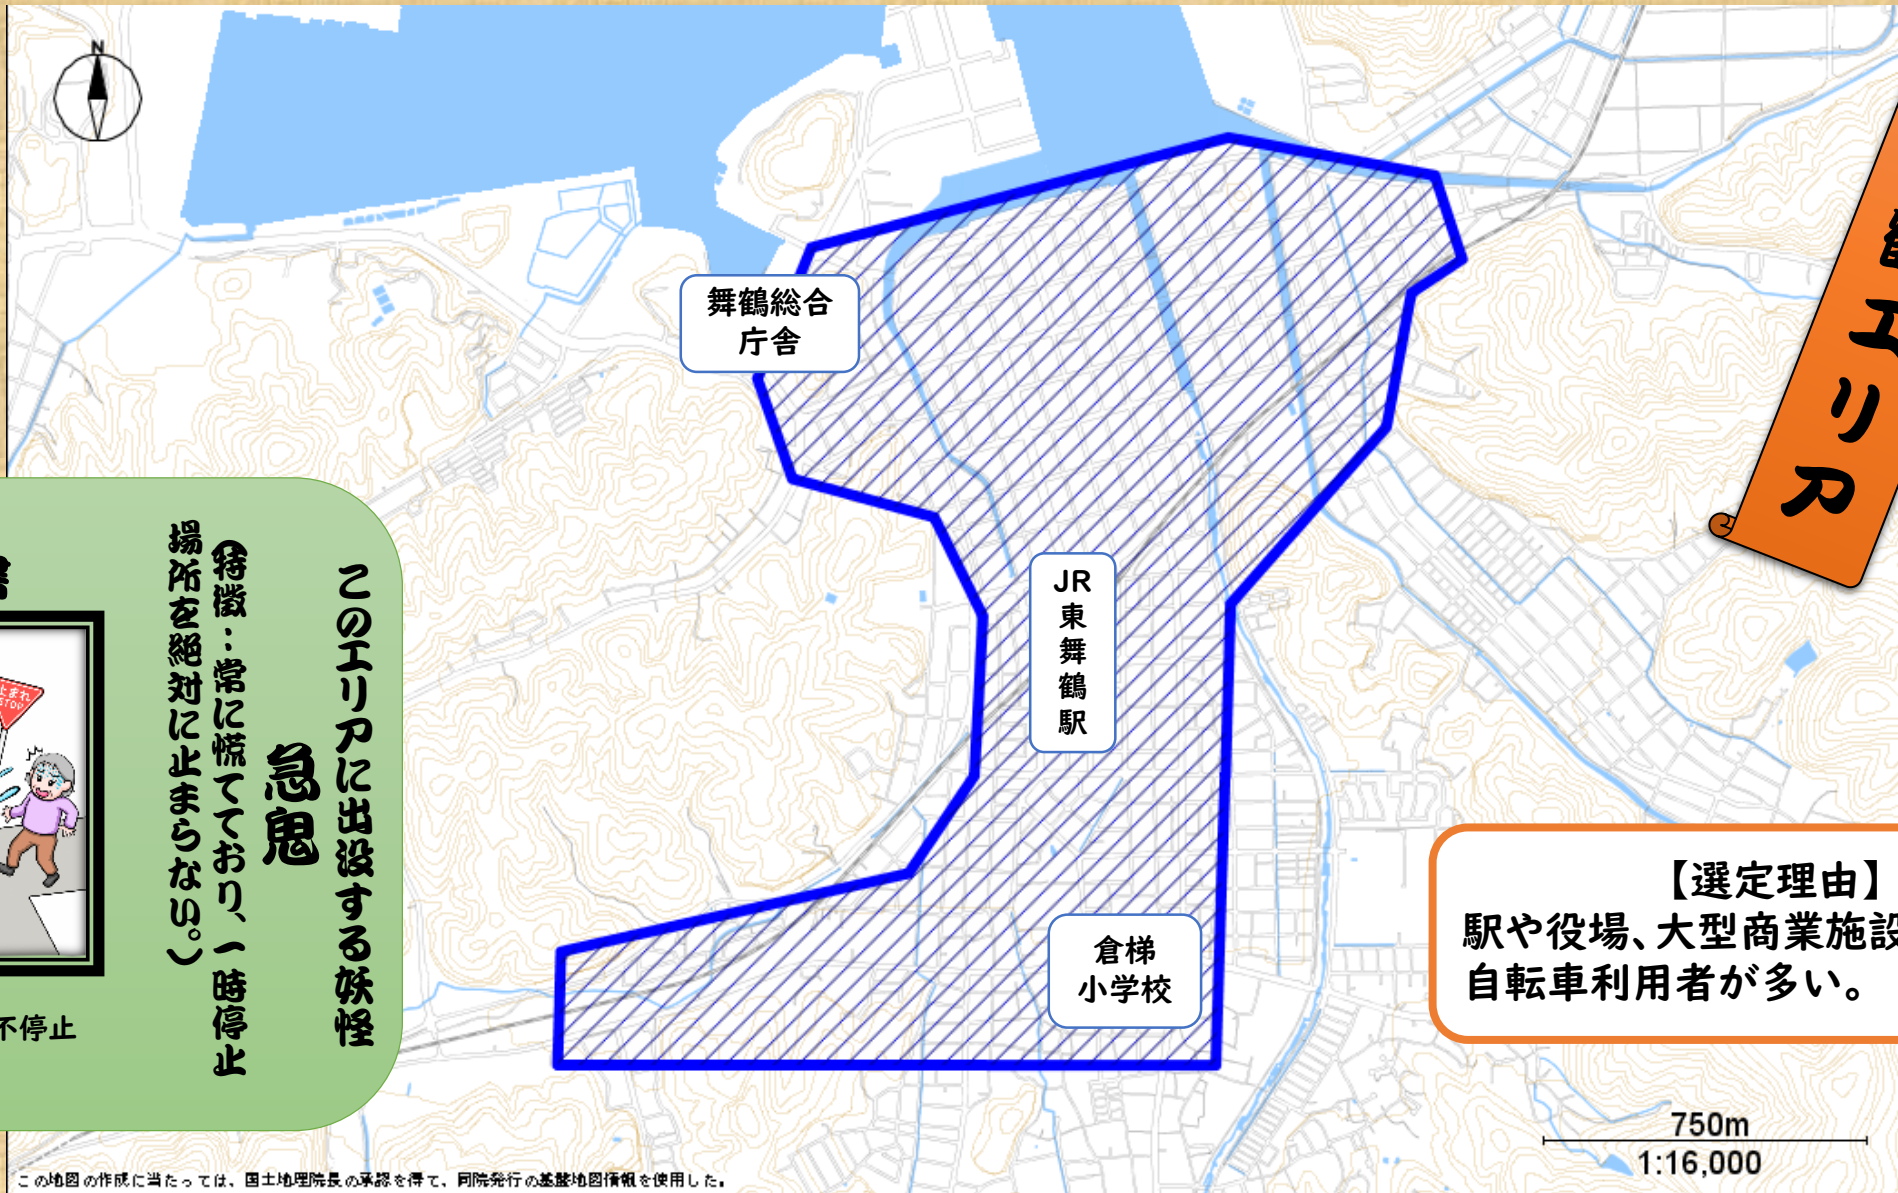 N
舞鶴総合
庁舎
JR
東
舞
鶴
駅
倉梯
小学校
エリア
このエリアに出没する妖怪
急鬼
（特徴：常に慌てており、一時停止
場所を絶対に止まらない。）
止まれ
STOP
不停止
【選定理由】
駅や役場、大型商業施設
自転車利用者が多い。
750m
1:16,000
この地図の作成に当たっては、国土地理院長の承認を得て、同院発行の基盤地図情報を使用した。